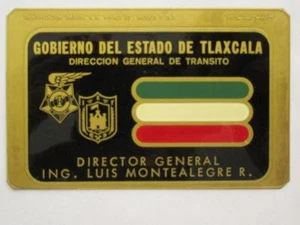 GOBIERNO DEL ESTADO DE TLAXCALA
DIRECCION GENERAL DE TRANSITO
DIRECTOR GENERAL
ING. LUIS MONTEALEGRE R.